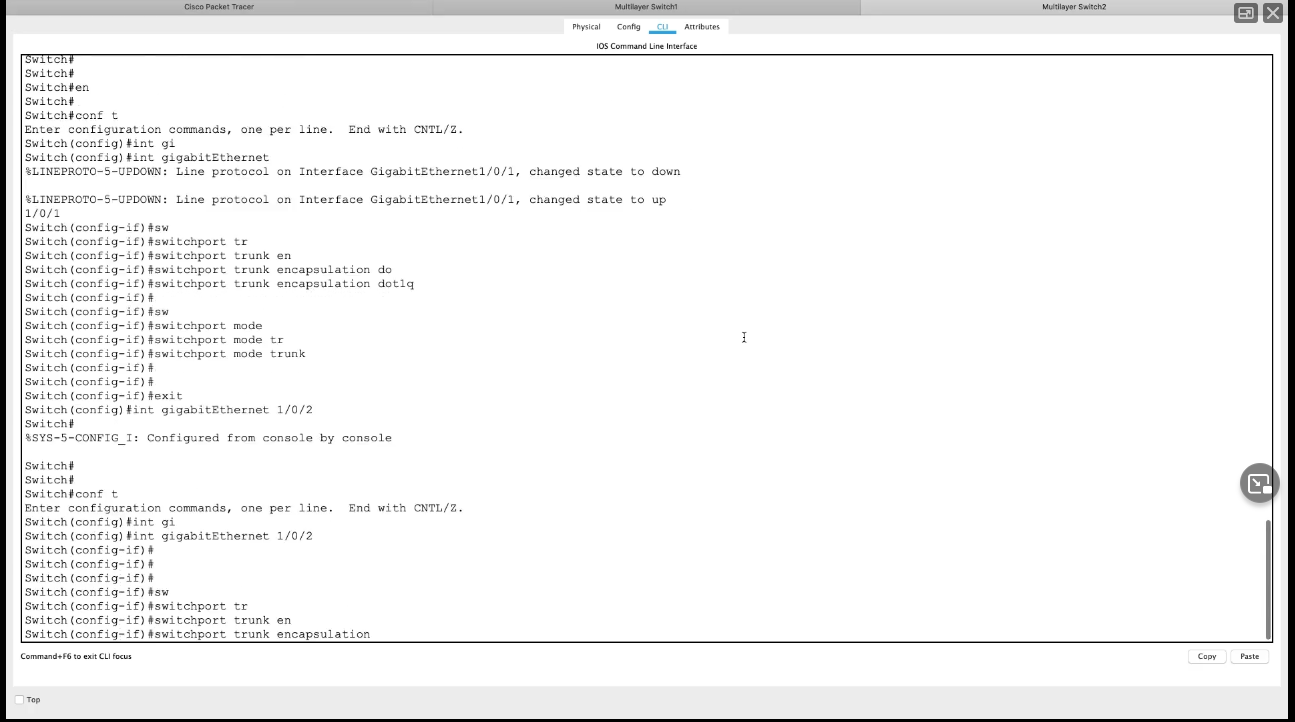 Cisco Packet Tracer
Multilayer Switch1
Multilayer Switch2
Physical
Config
CLI
Attributes
IOS Command Line Interface
Switch#
Switch#
Switch#en
Switch#
Switch#conf t
Enter configuration commands, one per line.  End with CNTL/Z.
Switch(config)#int gi
Switch(config)#int gigabitEthernet
%LINEPROTO-5-UPDOWN: Line protocol on Interface GigabitEthernet1/0/1, changed state to down
%LINEPROTO-5-UPDOWN: Line protocol on Interface GigabitEthernet1/0/1, changed state to up
1/0/1
Switch(config-if)#sw
Switch(config-if)#switchport tr
Switch(config-if)#switchport trunk en
Switch(config-if)#switchport trunk encapsulation do
Switch(config-if)#switchport trunk encapsulation dot1q
Switch(config-if)#
Switch(config-if)#sw
Switch(config-if)#switchport mode
Switch(config-if)#switchport mode tr
Switch(config-if)#switchport mode trunk
Switch(config-if)#
Switch(config-if)#
Switch(config-if)#exit
Switch(config)#int gigabitEthernet 1/0/2
Switch#
%SYS-5-CONFIG_I: Configured from console by console
Switch#
Switch#
Switch#conf t
Enter configuration commands, one per line.  End with CNTL/Z.
Switch(config)#int gi
Switch(config)#int gigabitEthernet 1/0/2
Switch(config-if)#
Switch(config-if)#
Switch(config-if)#
Switch(config-if)#sw
Switch(config-if)#switchport tr
Switch(config-if)#switchport trunk en
Switch(config-if)#switchport trunk encapsulation
Command+F6 to exit CLI focus
Copy
Paste
Top